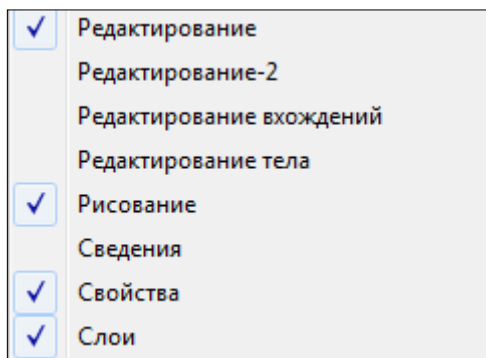 Редактирование
Редактирование-2
Редактирование вхождений
Редактирование тела
Рисование
Сведения
Свойства
Слои